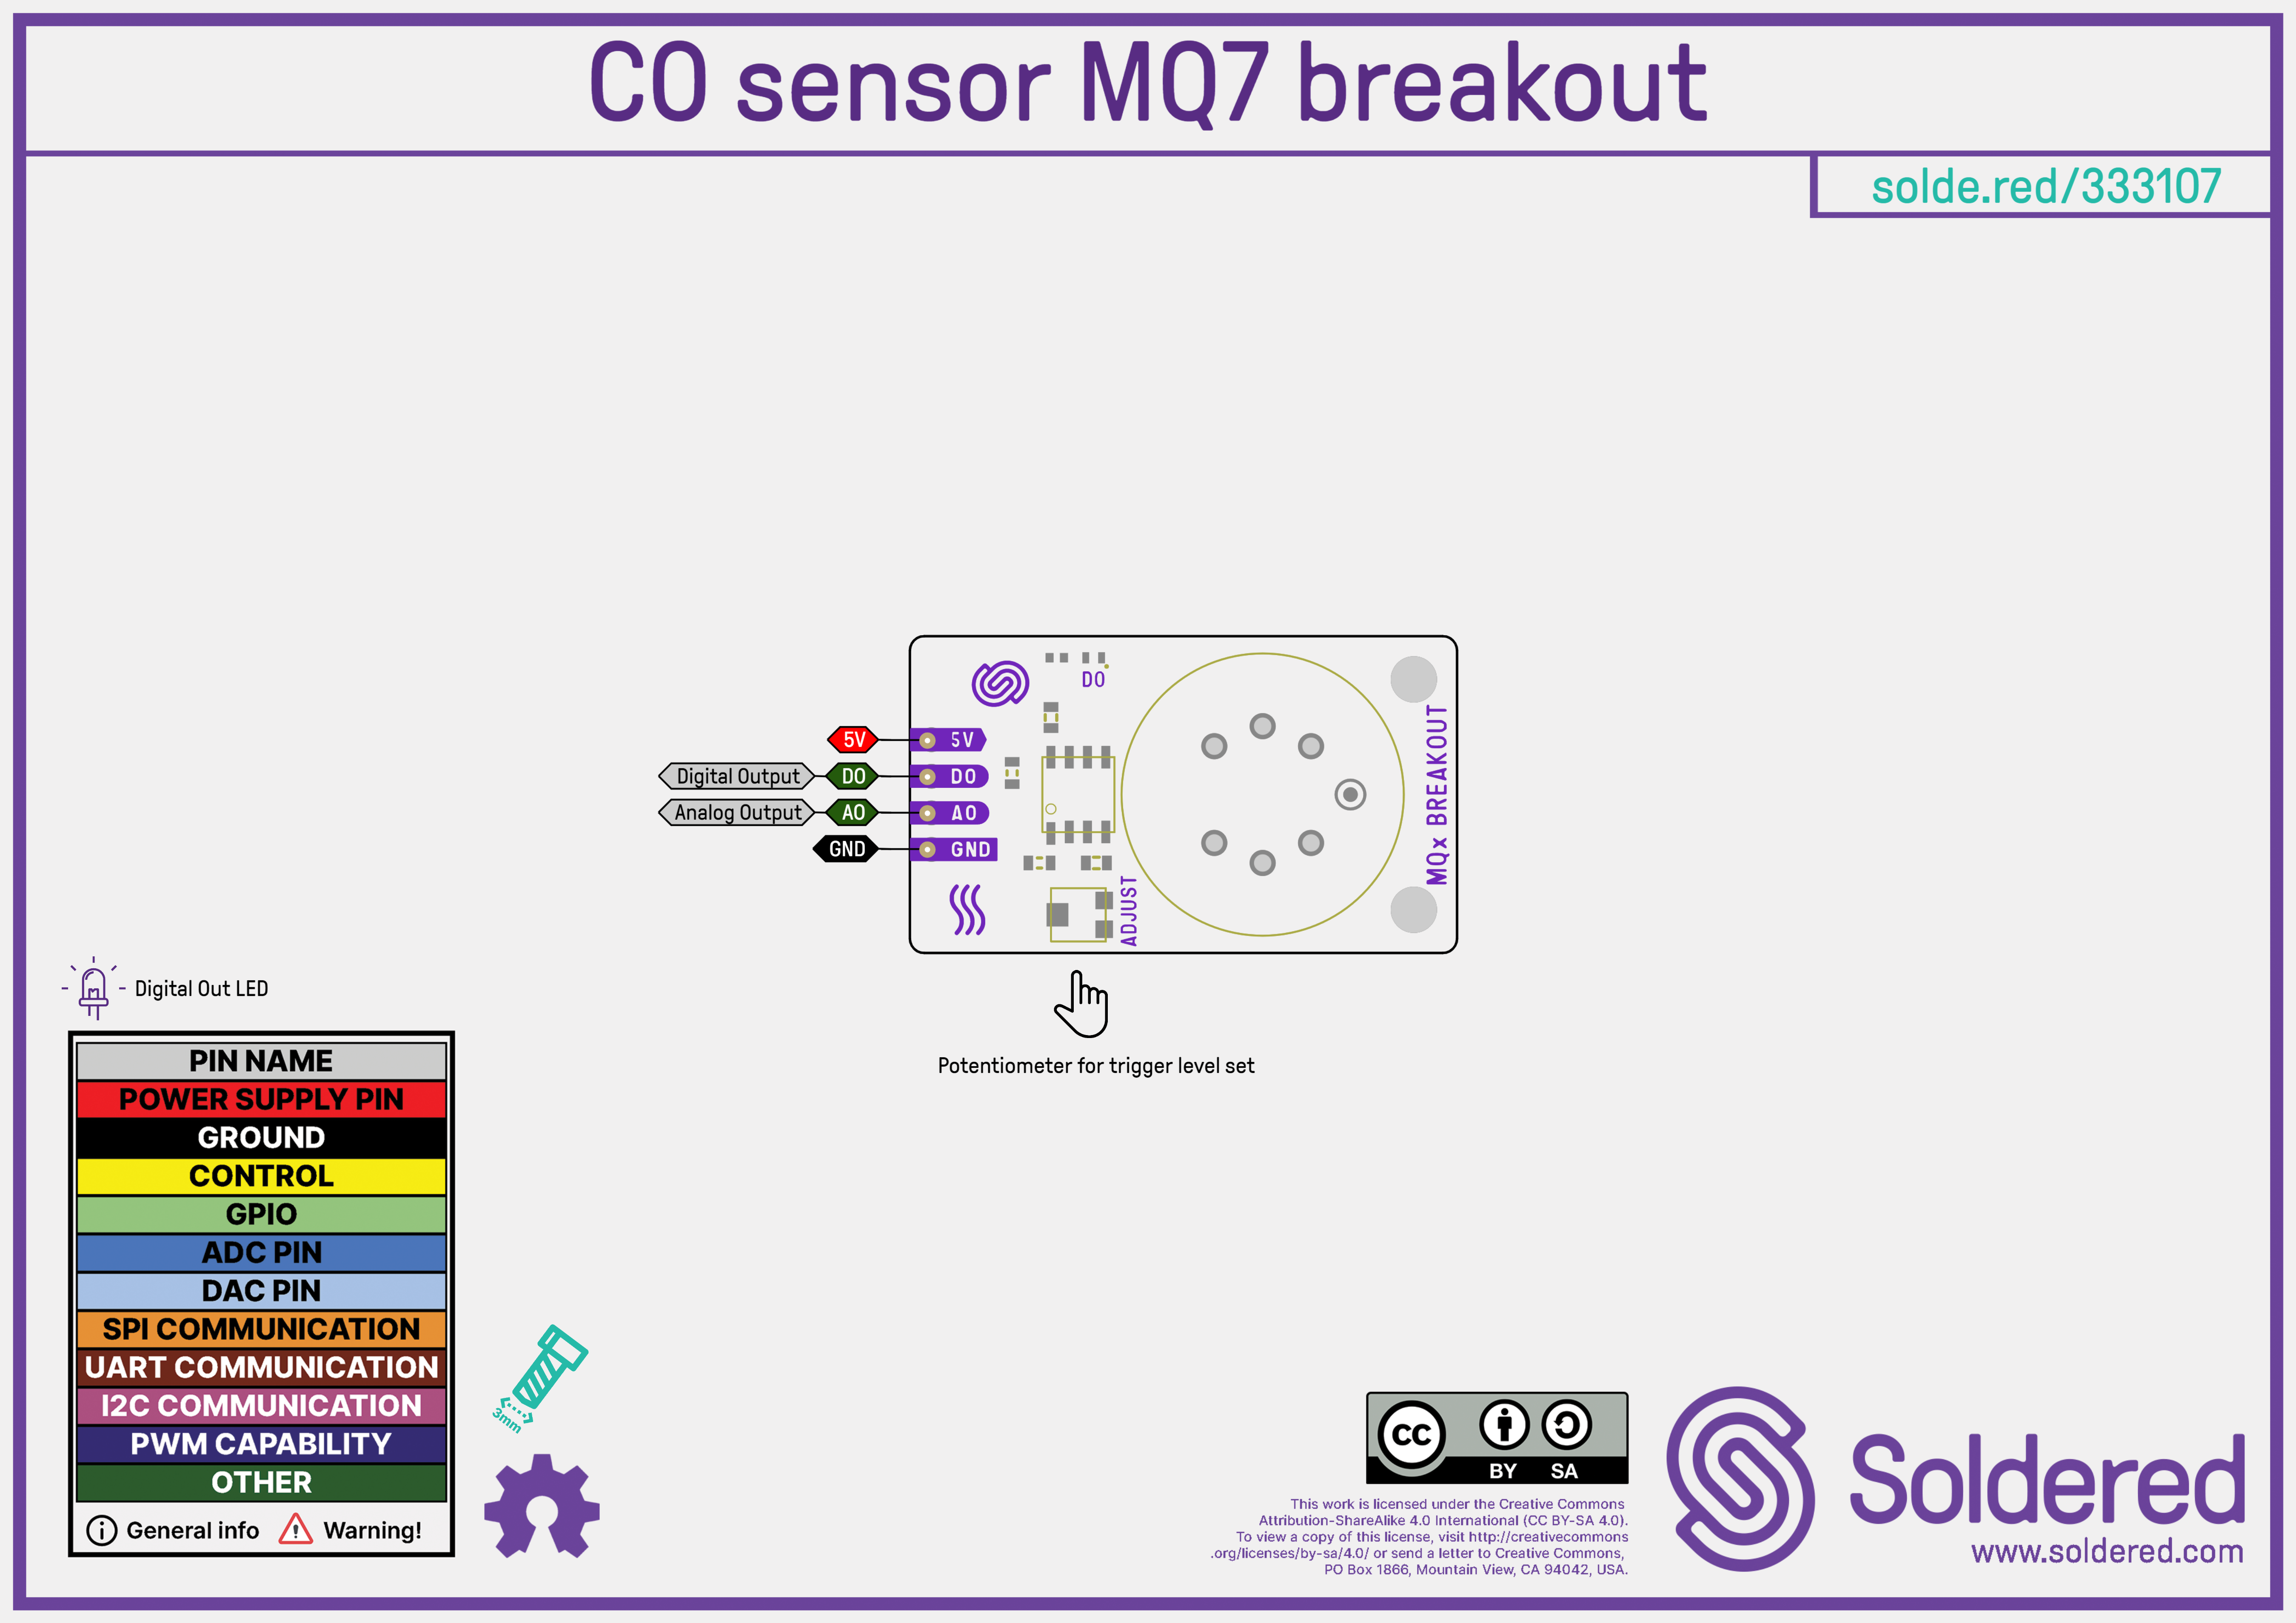 CO sensor MQ7 breakout
solde.red/333107
DO
5V 5V
Digital Output DO DO
Analog Output AO AO
GND GND
ADJUST
MQx BREAKOUT
Potentiometer for trigger level set
Digital Out LED
PIN NAME
POWER SUPPLY PIN
GROUND
CONTROL
GPIO
ADC PIN
DAC PIN
SPI COMMUNICATION
UART COMMUNICATION
I2C COMMUNICATION
PWM CAPABILITY
OTHER
i General info ! Warning!
3mm
cc
BY SA
This work is licensed under the Creative Commons
Attribution-ShareAlike 4.0 International (CC BY-SA 4.0).
To view a copy of this license, visit http://creativecommons
.org/licenses/by-sa/4.0/ or send a letter to Creative Commons,
PO Box 1866, Mountain View, CA 94042, USA.
Soldered
www.soldered.com